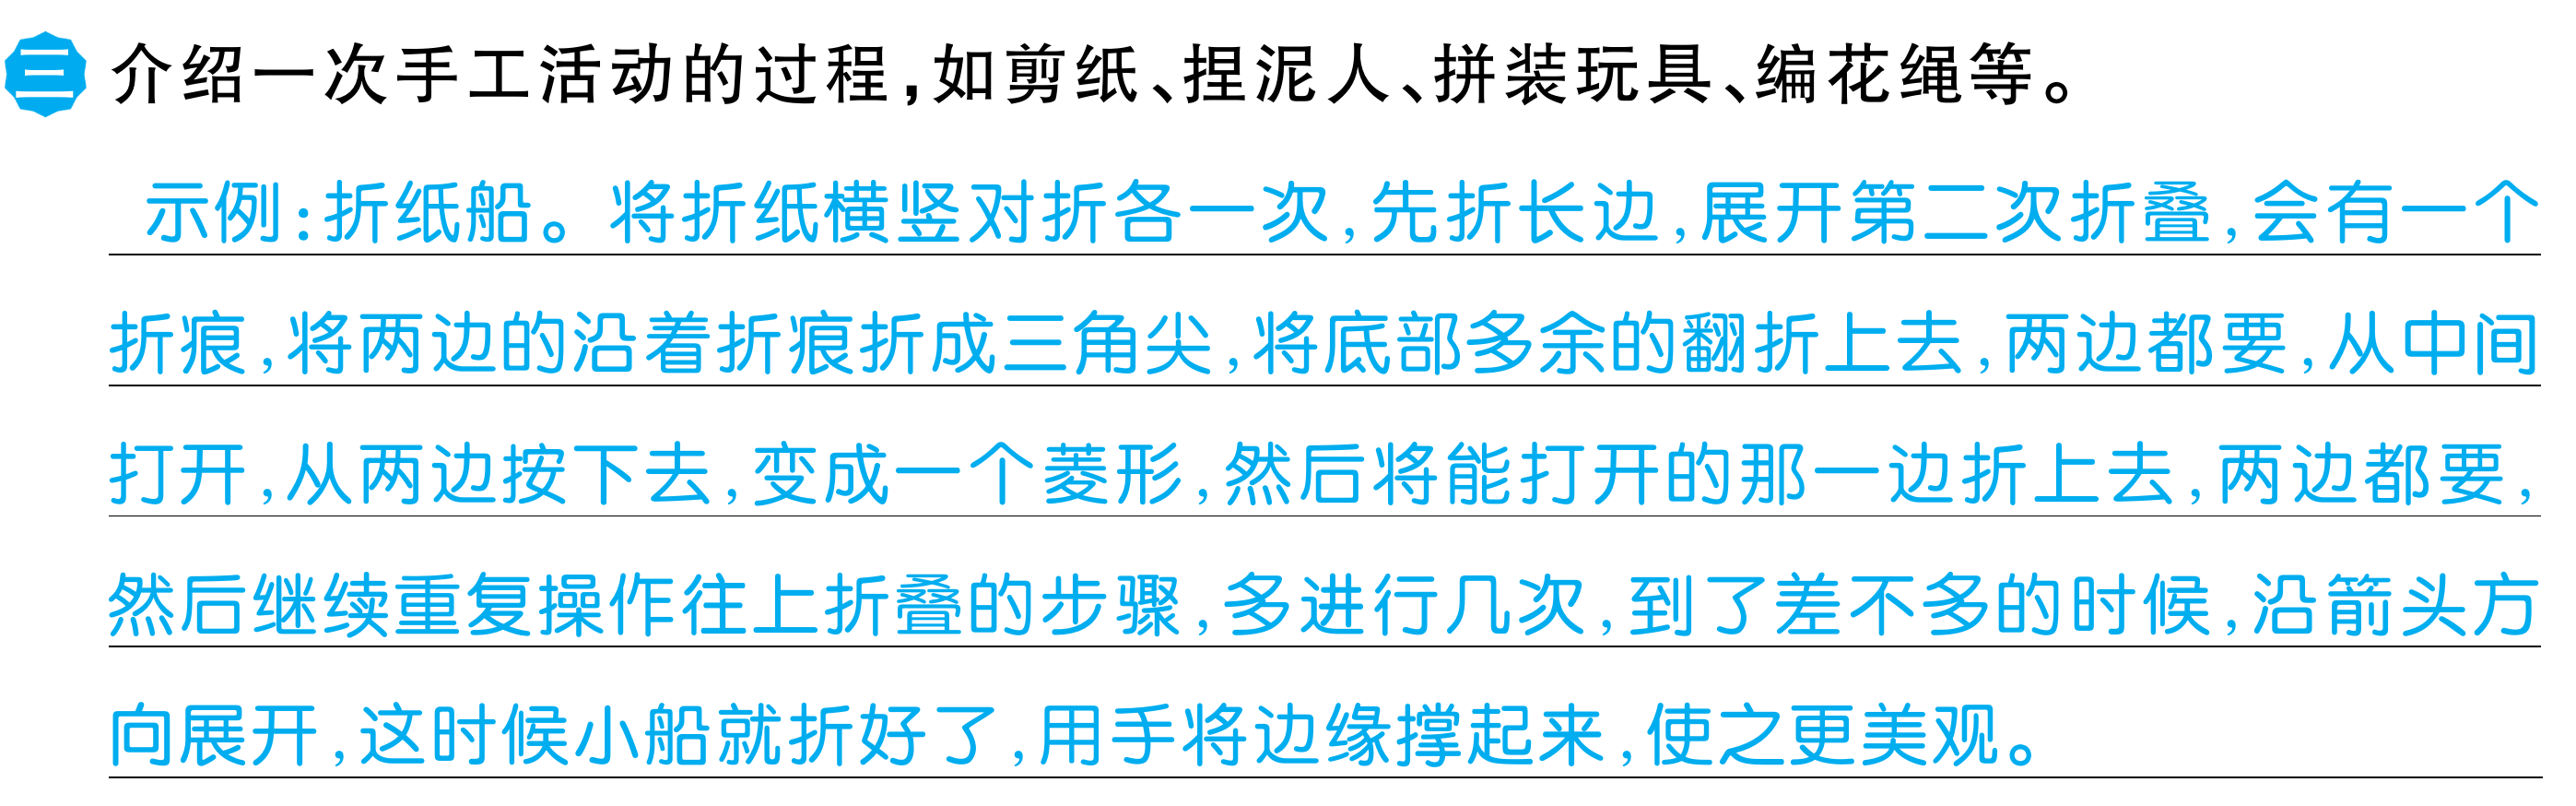 三 介绍一次手工活动的过程,如剪纸、捏泥人、拼装玩具、编花绳等。
示例:折纸船。将折纸横竖对折各一次,先折长边,展开第二次折叠,会有一个
折痕,将两边的沿着折痕折成三角尖,将底部多余的翻折上去,两边都要,从中间
打开,从两边按下去,变成一个菱形,然后将能打开的那一边折上去,两边都要,
然后继续重复操作往上折叠的步骤,多进行几次,到了差不多的时候,沿箭头方
向展开,这时候小船就折好了,用手将边缘撑起来,使之更美观。